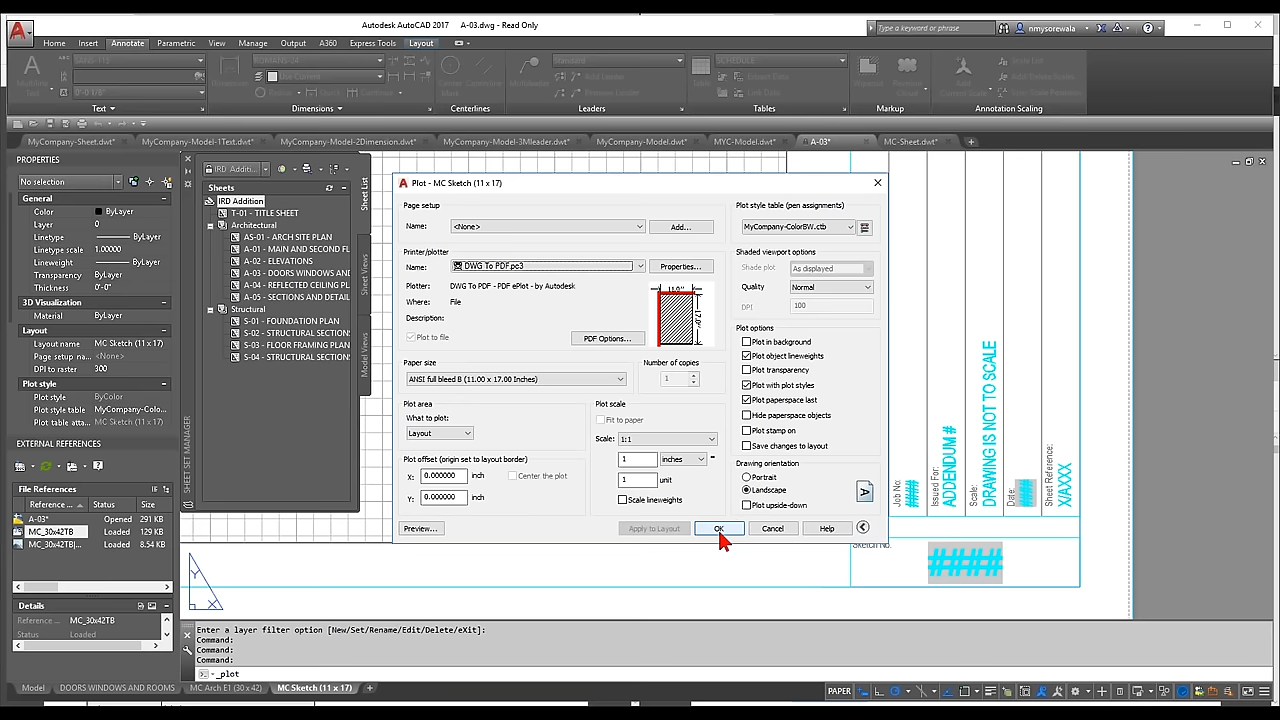 Autodesk AutoCAD 2017 A-03.dwg - Read Only
Type a keyword or phrase
nmysorewala
Home Insert Annotate Parametric View Manage Output A360 Express Tools Layout
Standard
SCHEDULE
Use Current
Text
Dimensions
Centerlines
Leaders
Tables
Markup
Annotation Scaling
MyCompany-Sheet.dwt* MyCompany-Model-1Text.dwt* MyCompany-Model-2Dimension.dwt* MyCompany-Model-3Mleader.dwt* MyCompany-Model.dwt* MYC-Model.dwt* A-03* MC-Sheet.dwt*
PROPERTIES
No selection
General
Color ByLayer
Layer 0
Linetype ByLayer
Linetype scale 1.00000
Lineweight ByLayer
Transparency ByLayer
Thickness 0'-0"
3D Visualization
Material ByLayer
Layout
Layout name MC Sketch (11 x 17)
Page setup na... <None>
DPI to raster 300
Plot style
Plot style ByColor
Plot style table MyCompany-Colo...
Plot table atta... MC Sketch (11 x 17)
EXTERNAL REFERENCES
File References
Reference ... Status Size
A-03* Opened 291 KB
MC_30x42TB Loaded 129 KB
MC_30x42TB|... Loaded 8.54 KB
Details
Reference ... MC_30x42TB
Status Loaded
IRD Additi...
Sheets
IRD Addition
T-01 - TITLE SHEET
Architectural
AS-01 - ARCH SITE PLAN
A-01 - MAIN AND SECOND FL
A-02 - ELEVATIONS
A-03 - DOORS WINDOWS AND
A-04 - REFLECTED CEILING PL
A-05 - SECTIONS AND DETAIL
Structural
S-01 - FOUNDATION PLAN
S-02 - STRUCTURAL SECTIONS
S-03 - FLOOR FRAMING PLAN
S-04 - STRUCTURAL SECTIONS
Sheet List
Sheet Views
Model Views
SHEET SET MANAGER
Plot - MC Sketch (11 x 17)
Page setup
Name: <None> Add...
Printer/plotter
Name: DWG To PDF.pc3 Properties...
Plotter: DWG To PDF - PDF ePlot - by Autodesk
Where: File
Description:
Plot to file
PDF Options...
Paper size
ANSI full bleed B (11.00 x 17.00 Inches)
Number of copies
1
Plot area
What to plot:
Layout
Plot offset (origin set to layout border)
X: 0.000000 inch
Center the plot
Y: 0.000000 inch
Plot scale
Fit to paper
Scale: 1:1
1 inches =
1 unit
Scale lineweights
Plot style table (pen assignments)
MyCompany-ColorBW.ctb
Shaded viewport options
Shade plot As displayed
Quality Normal
DPI 100
Plot options
Plot in background
Plot object lineweights
Plot transparency
Plot with plot styles
Plot paperspace last
Hide paperspace objects
Plot stamp on
Save changes to layout
Drawing orientation
Portrait
Landscape
Plot upside-down
A
Preview... Apply to Layout OK Cancel Help
Job No: ####
Issued For: ADDENDUM #
Scale: DRAWING IS NOT TO SCALE
Date: ####
Sheet Reference: X/AXXX
Sketch No.
#####
Y
X
Enter a layer filter option [New/Set/Rename/Edit/Delete/eXit]:
Command:
Command:
Command:
-_plot
Model DOORS WINDOWS AND ROOMS MC Arch E1 (30 x 42) MC Sketch (11 x 17)
PAPER